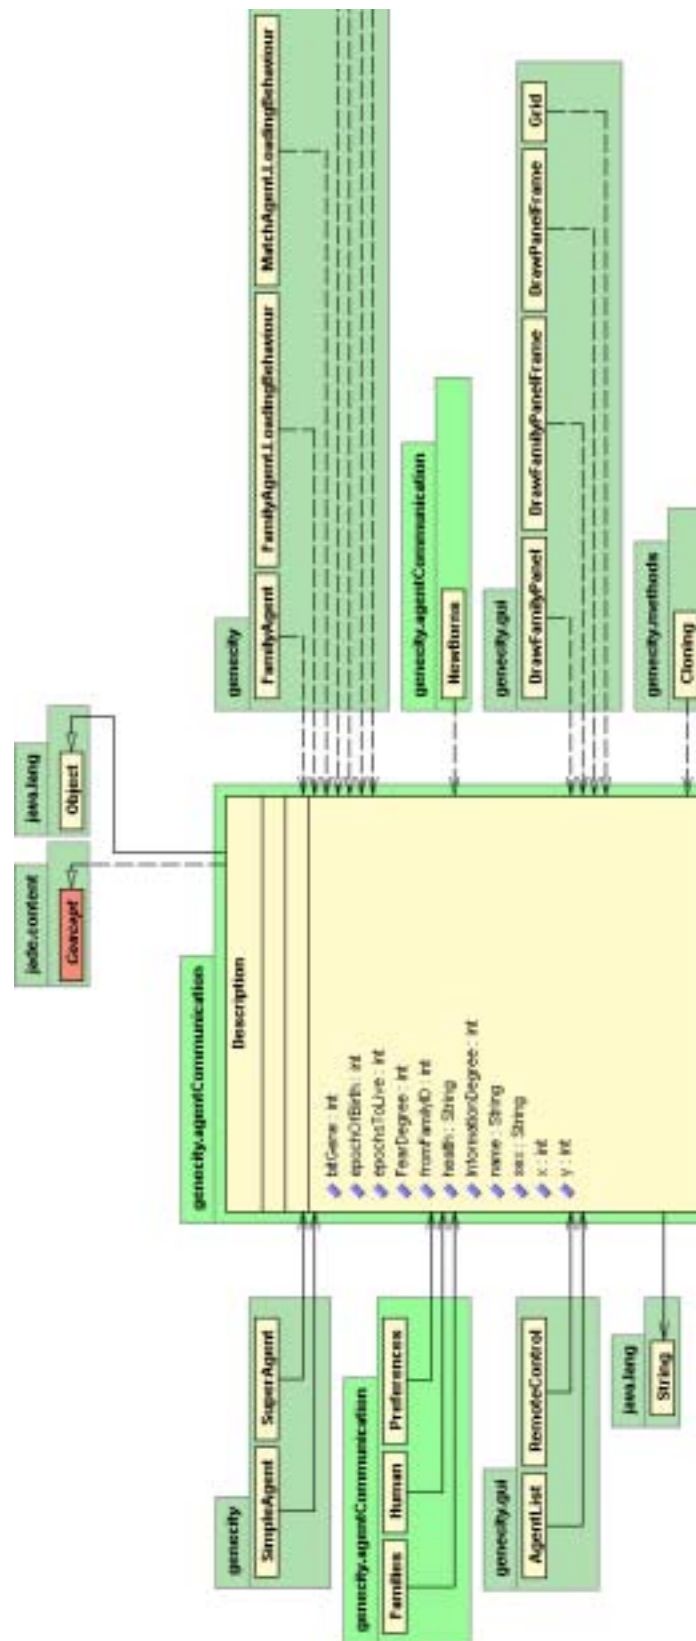 java.lang
Object
jade.content
Concept
genecity
FamilyAgent
FamilyAgent.LoadingBehaviour
MatchAgent.LoadingBehaviour
genecity.agentCommunication
NewBorns
genecity.gui
DrawFamilyPanel
DrawFamilyPanelFrame
DrawPanelFrame
Grid
genecity.methods
Cloning
genecity.agentCommunication
Description
bitGene : int
epochOfBirth : int
epochsToLive : int
FearDegree : int
fromFamilyID : int
health : String
InformationDegree : int
name : String
sex : String
x : int
y : int
genecity
SimpleAgent
SuperAgent
genecity.agentCommunication
Families
Human
Preferences
genecity.gui
AgentList
RemoteControl
java.lang
String